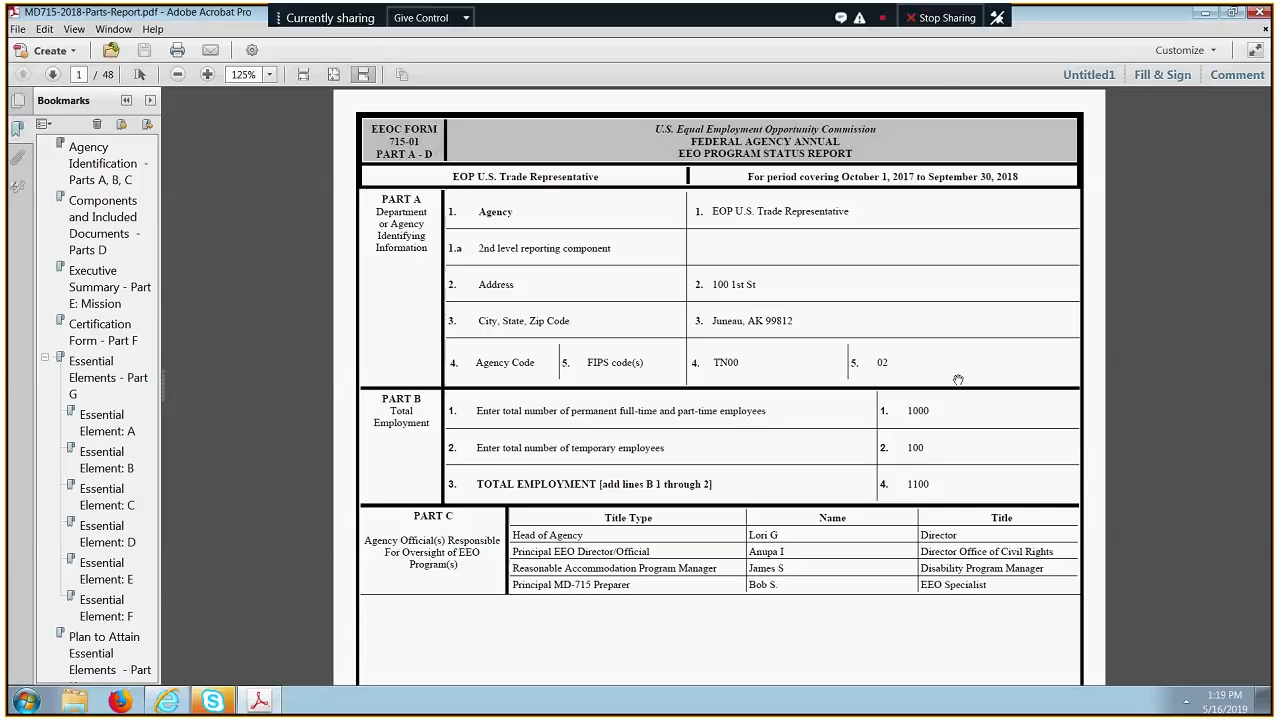 MD715-2018-Parts-Report.pdf - Adobe Acrobat Pro
Currently sharing
Give Control
Stop Sharing
File Edit View Window Help
Create
Customize
1 / 48
125%
Untitled1
Fill & Sign
Comment
Bookmarks
Agency
Identification -
Parts A, B, C
Components
and Included
Documents -
Parts D
Executive
Summary - Part
E: Mission
Certification
Form - Part F
Essential
Elements - Part
G
Essential
Element: A
Essential
Element: B
Essential
Element: C
Essential
Element: D
Essential
Element: E
Essential
Element: F
Plan to Attain
Essential
Elements - Part
EEOC FORM
715-01
PART A - D
U.S. Equal Employment Opportunity Commission
FEDERAL AGENCY ANNUAL
EEO PROGRAM STATUS REPORT
EOP U.S. Trade Representative
For period covering October 1, 2017 to September 30, 2018
PART A
Department
or Agency
Identifying
Information
1. Agency
1. EOP U.S. Trade Representative
1.a 2nd level reporting component
2. Address
2. 100 1st St
3. City, State, Zip Code
3. Juneau, AK 99812
4. Agency Code
5. FIPS code(s)
4. TN00
5. 02
PART B
Total
Employment
1. Enter total number of permanent full-time and part-time employees
1. 1000
2. Enter total number of temporary employees
2. 100
3. TOTAL EMPLOYMENT [add lines B 1 through 2]
4. 1100
PART C
Agency Official(s) Responsible
For Oversight of EEO
Program(s)
Title Type Name Title
Head of Agency Lori G Director
Principal EEO Director/Official Anupa I Director Office of Civil Rights
Reasonable Accommodation Program Manager James S Disability Program Manager
Principal MD-715 Preparer Bob S. EEO Specialist
1:19 PM
5/16/2019